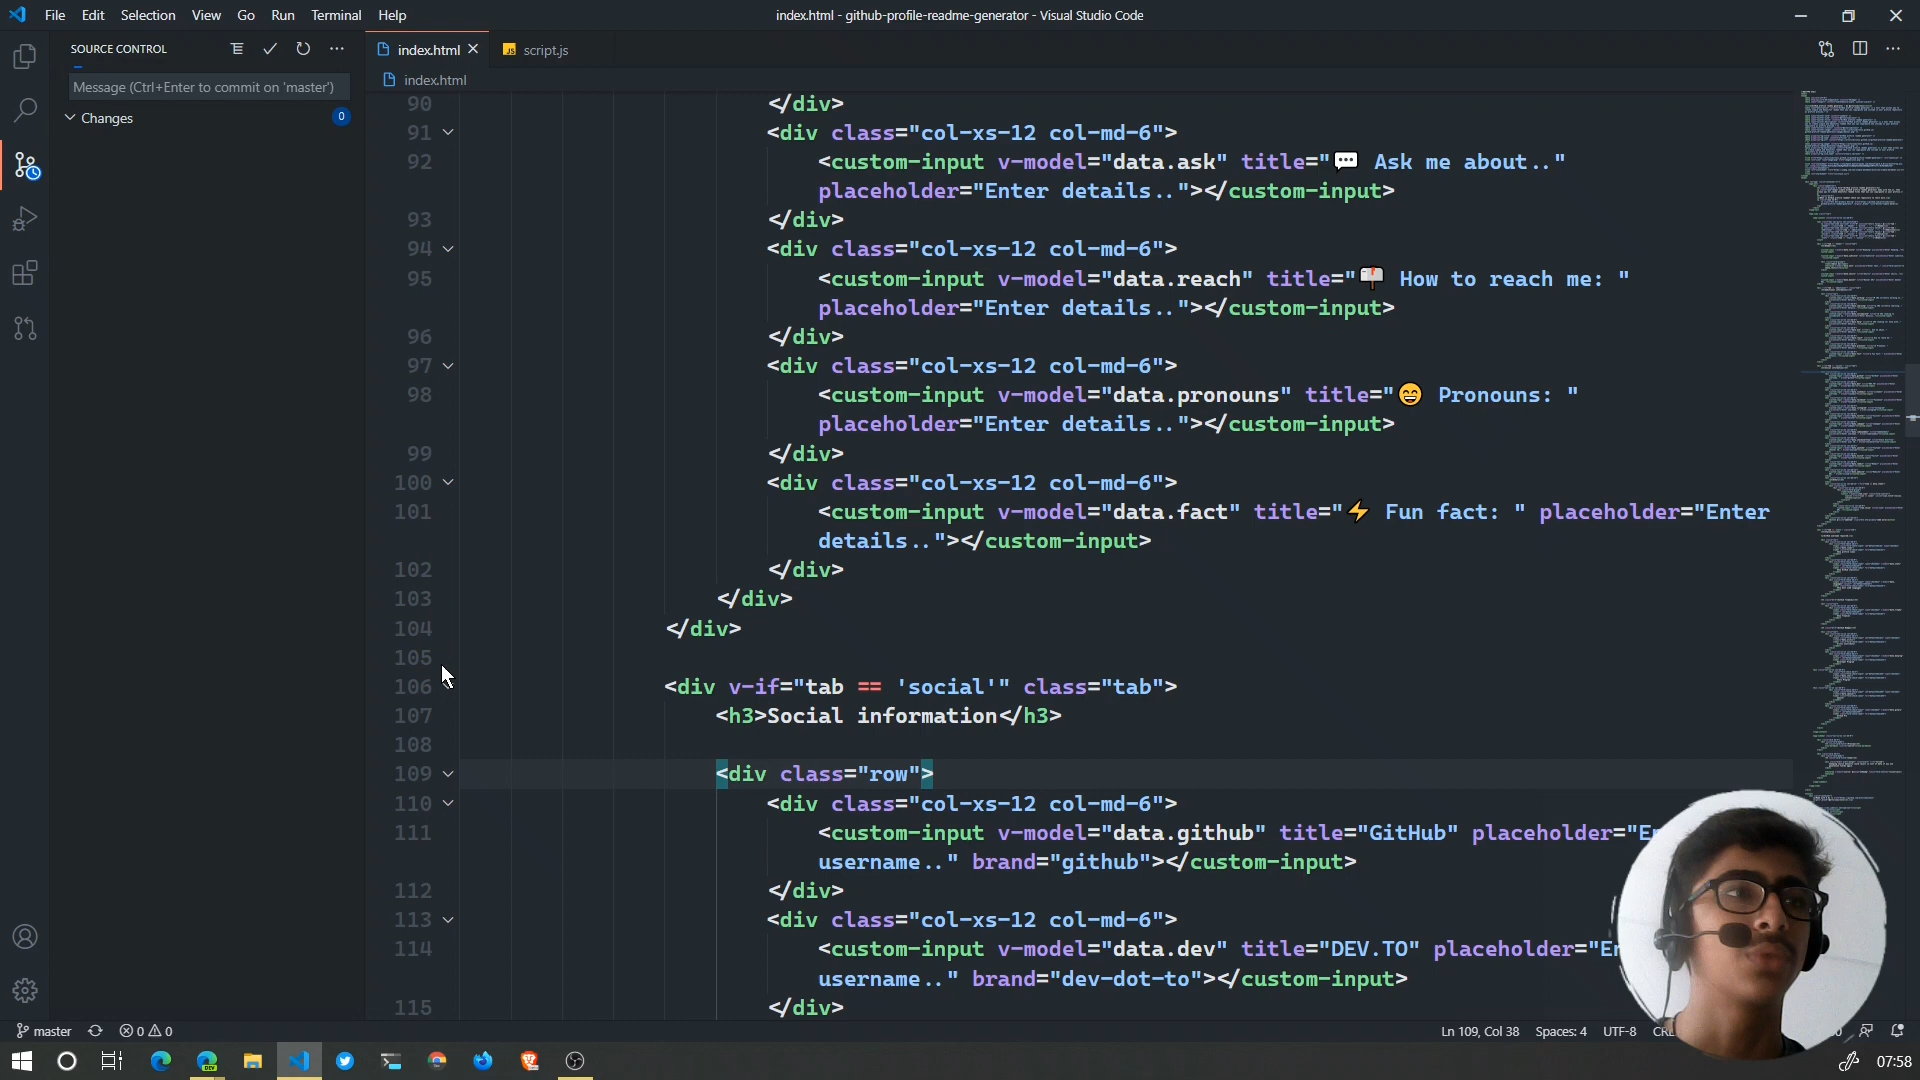 File Edit Selection View Go Run Terminal Help
index.html - github-profile-readme-generator - Visual Studio Code
SOURCE CONTROL
Message (Ctrl+Enter to commit on 'master')
Changes 0
index.html
JS script.js
index.html
90 </div>
91 <div class="col-xs-12 col-md-6">
92 <custom-input v-model="data.ask" title="💬 Ask me about.."
placeholder="Enter details.."></custom-input>
93 </div>
94 <div class="col-xs-12 col-md-6">
95 <custom-input v-model="data.reach" title="📫 How to reach me: "
placeholder="Enter details.."></custom-input>
96 </div>
97 <div class="col-xs-12 col-md-6">
98 <custom-input v-model="data.pronouns" title="😄 Pronouns: "
placeholder="Enter details.."></custom-input>
99 </div>
100 <div class="col-xs-12 col-md-6">
101 <custom-input v-model="data.fact" title="⚡ Fun fact: " placeholder="Enter
details.."></custom-input>
102 </div>
103 </div>
104 </div>
105
106 <div v-if="tab == 'social'" class="tab">
107 <h3>Social information</h3>
108
109 <div class="row">
110 <div class="col-xs-12 col-md-6">
111 <custom-input v-model="data.github" title="GitHub" placeholder="En
username.." brand="github"></custom-input>
112 </div>
113 <div class="col-xs-12 col-md-6">
114 <custom-input v-model="data.dev" title="DEV.TO" placeholder="En
username.." brand="dev-dot-to"></custom-input>
115 </div>
master 0 0
Ln 109, Col 38 Spaces: 4 UTF-8
07:58